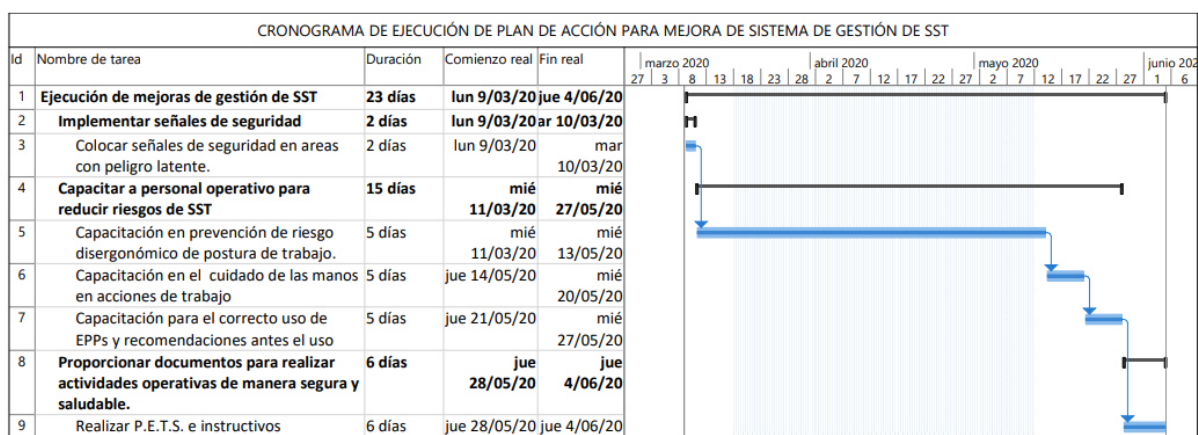 CRONOGRAMA DE EJECUCIÓN DE PLAN DE ACCIÓN PARA MEJORA DE SISTEMA DE GESTIÓN DE SST
Id Nombre de tarea Duración Comienzo real Fin real marzo 2020 abril 2020 mayo 2020 junio 202
27 3 8 13 18 23 28 2 7 12 17 22 27 2 7 12 17 22 27 1 6
1 Ejecución de mejoras de gestión de SST 23 días lun 9/03/20 jue 4/06/20
2 Implementar señales de seguridad 2 días lun 9/03/20 ar 10/03/20
3 Colocar señales de seguridad en areas 2 días lun 9/03/20 mar
con peligro latente. 10/03/20
4 Capacitar a personal operativo para 15 días mié mié
reducir riesgos de SST 11/03/20 27/05/20
5 Capacitación en prevención de riesgo 5 días mié mié
disergonómico de postura de trabajo. 11/03/20 13/05/20
6 Capacitación en el cuidado de las manos 5 días jue 14/05/20 mié
en acciones de trabajo 20/05/20
7 Capacitación para el correcto uso de 5 días jue 21/05/20 mié
EPPs y recomendaciones antes el uso 27/05/20
8 Proporcionar documentos para realizar 6 días jue jue
actividades operativas de manera segura y 28/05/20 4/06/20
saludable.
9 Realizar P.E.T.S. e instructivos 6 días jue 28/05/20 jue 4/06/20